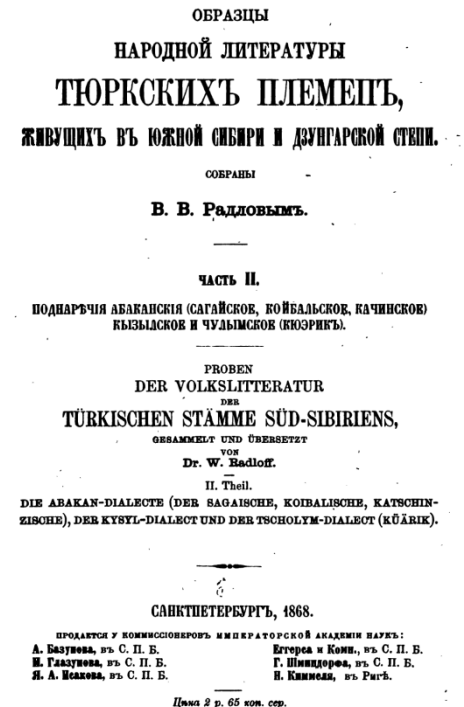 ОБРАЗЦЫ
НАРОДНОЙ ЛИТЕРАТУРЫ
ТЮРКСКИХЪ ПЛЕМЕНЪ,
ЖИВУЩИХЪ ВЪ ЮЖНОЙ СИБИРИ И ДЗУНГАРСКОЙ СТЕПИ.
СОБРАНЫ
В. В. Радловымъ.
ЧАСТЬ II.
ПОДНАРѢЧІЯ АБАКАНСКІЯ (САГАЙСКОЕ, КОЙБАЛЬСКОЕ, КАЧИНСКОЕ)
КЫЗЫЛСКОЕ И ЧУЛЫМСКОЕ (КЮЭРИК).
PROBEN
DER VOLKSLITTERATUR
DER
TÜRKISCHEN STÄMME SÜD-SIBIRIENS,
GESAMMELT UND ÜBERSETZT
VON
Dr. W. Radloff.
II. Theil.
DIE ABAKAN-DIALECTE (DER SAGAISCHE, KOIBALISCHE, KATSCHIN-
ZISCHE), DER KYSYL-DIALECT UND DER TSCHOLYM-DIALECT (KÜÄRIK).
САНКТПЕТЕРБУРГЪ, 1868.
ПРОДАЕТСЯ У КОММИССІОНЕРОВЪ ИМПЕРАТОРСКОЙ АКАДЕМІИ НАУКЪ:
А. Базунова, въ С. П. Б.
И. Глазунова, въ С. П. Б.
Я. А. Исакова, въ С. П. Б.
Эггерса и Комп., въ С. П. Б.
Г. Шмицдорфа, въ С. П. Б.
Н. Киммеля, въ Ригѣ.
Цѣна 2 р. 65 коп. сер.